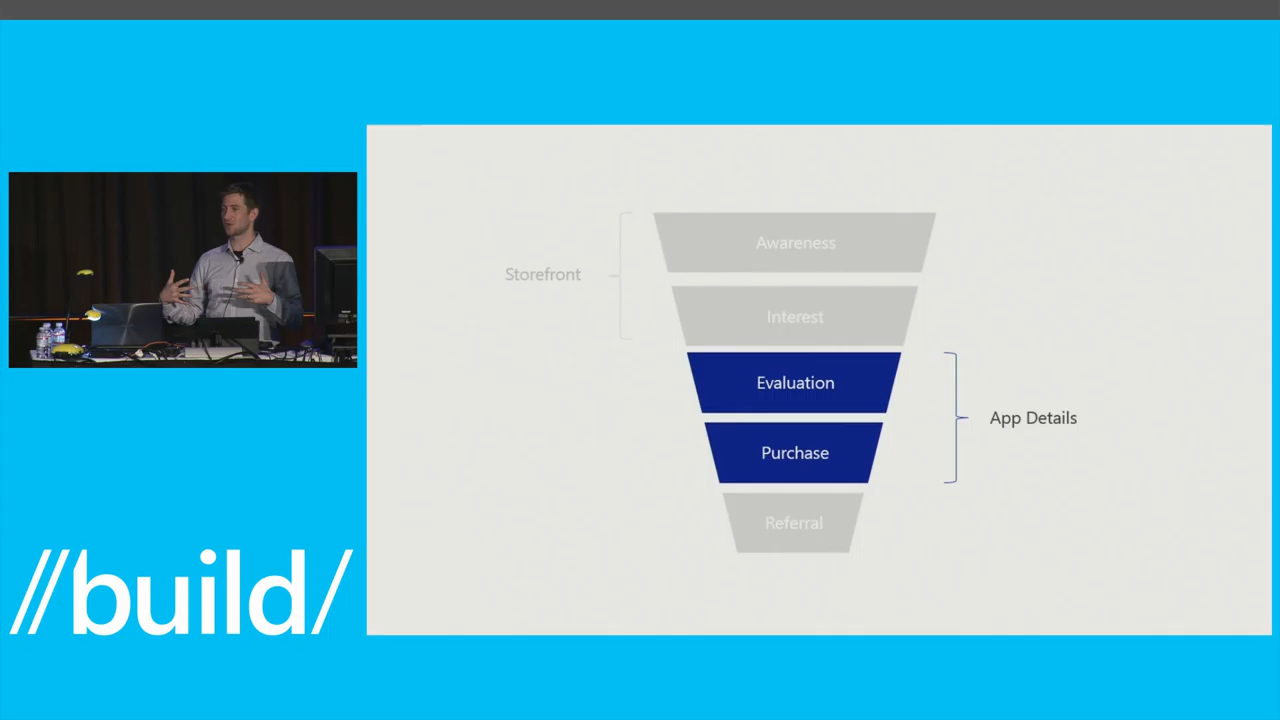 Awareness
Storefront
Interest
Evaluation
App Details
Purchase
Referral
//build/